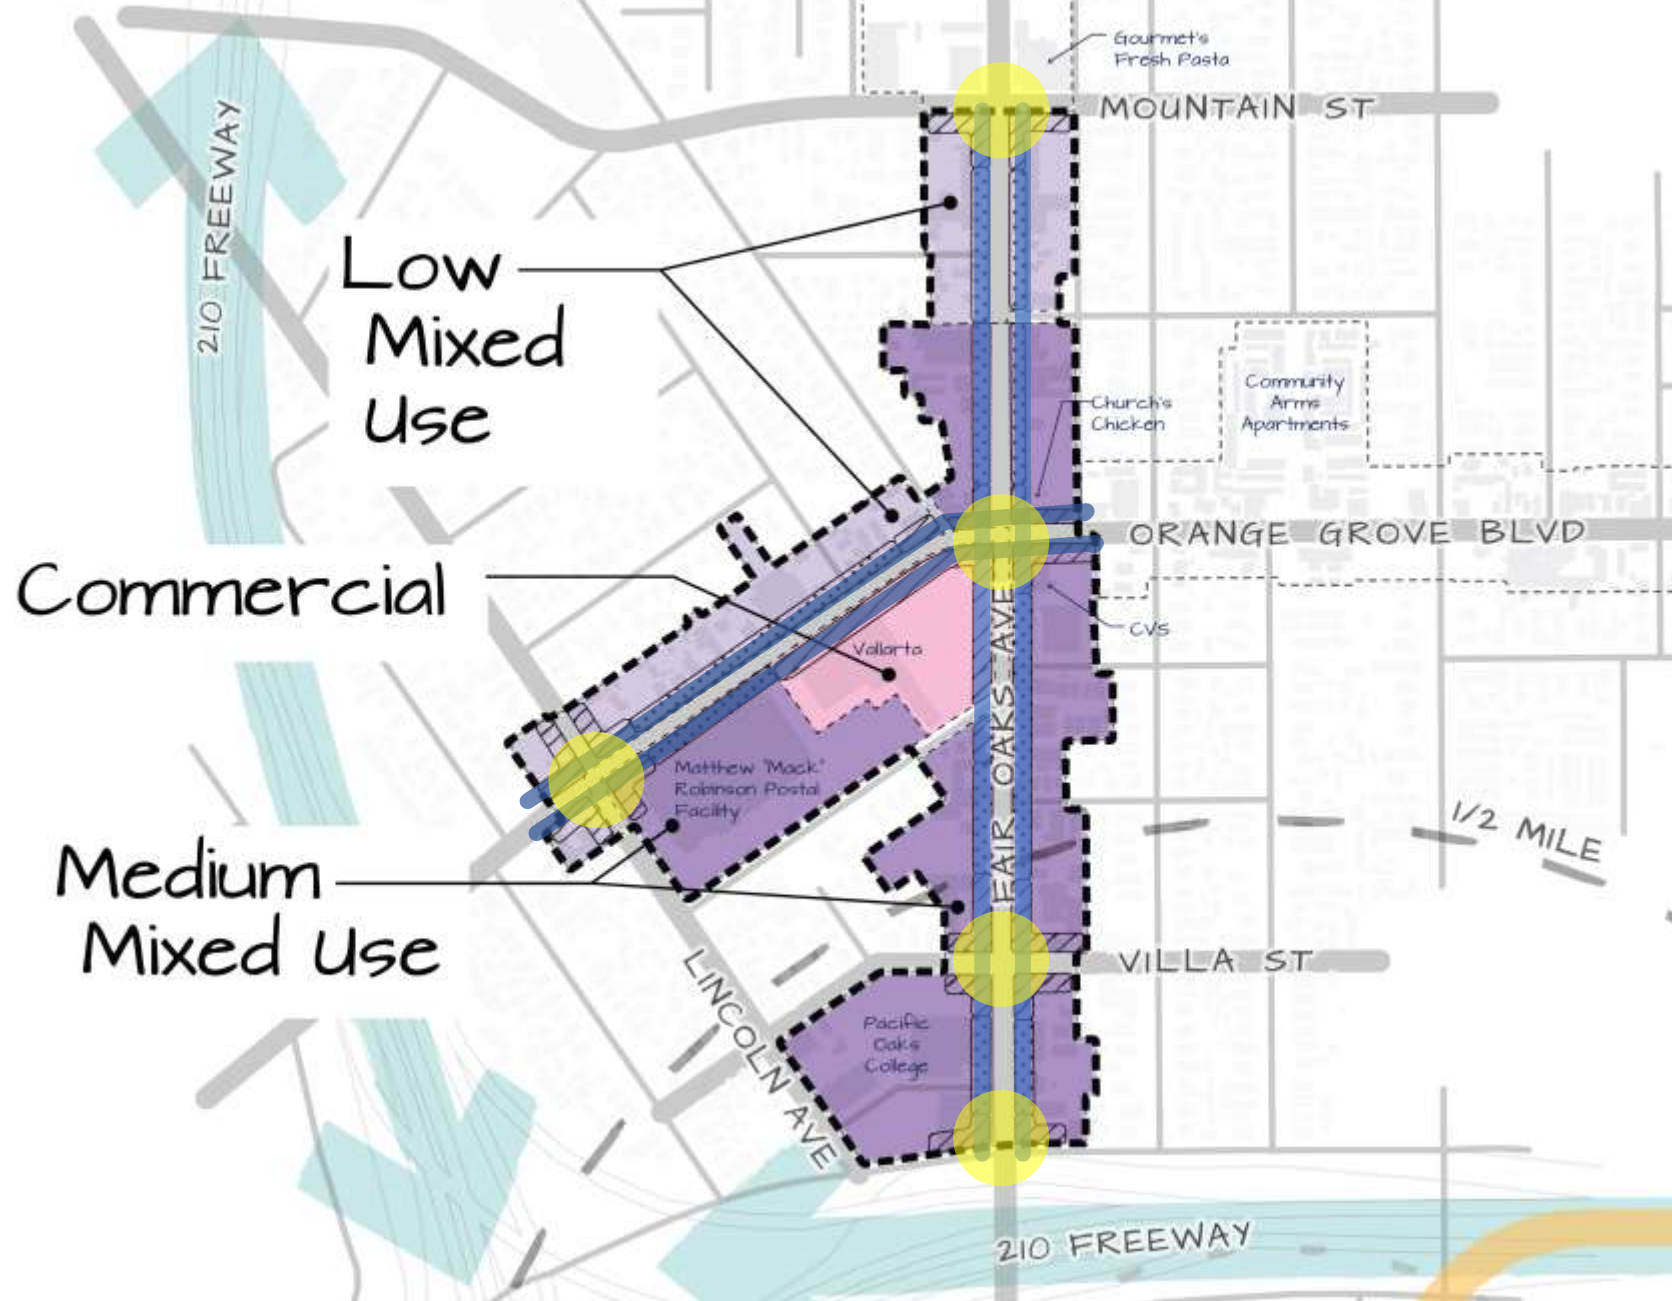 Gourmet's
Fresh Pasta
MOUNTAIN ST
210 FREEWAY
Low
Mixed
Use
Church's
Chicken
Community
Arms
Apartments
ORANGE GROVE BLVD
Commercial
CVS
Vallarta
FAIR OAKS AVE
Matthew "Mack"
Robinson Postal
Facility
1/2 MILE
Medium
Mixed Use
VILLA ST
LINCOLN AVE
Pacific
Oaks
College
210 FREEWAY